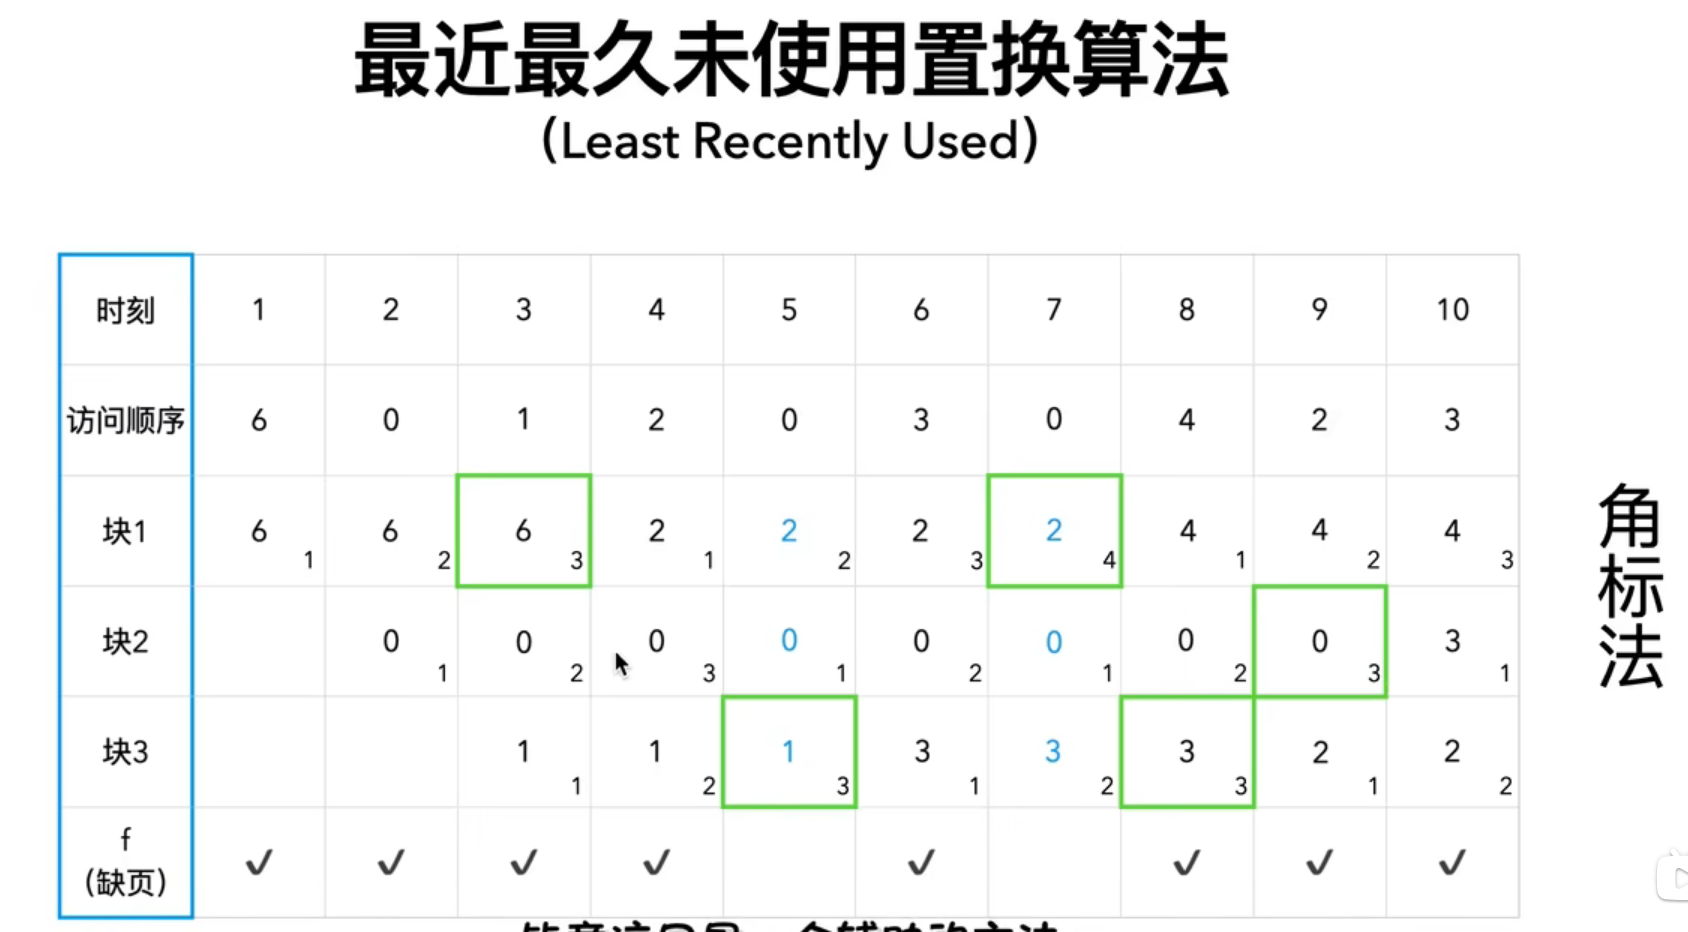 最近最久未使用置换算法
(Least Recently Used)
时刻 1 2 3 4 5 6 7 8 9 10
访问顺序 6 0 1 2 0 3 0 4 2 3
块1 6 1 6 2 6 3 2 1 2 2 2 3 2 4 4 1 4 2 4 3
块2 0 1 0 2 0 3 0 1 0 2 0 1 0 2 0 3 3 1
块3 1 1 1 2 1 3 3 1 3 2 3 3 2 1 2 2
f
(缺页) ✓ ✓ ✓ ✓ ✓ ✓ ✓ ✓
角标法